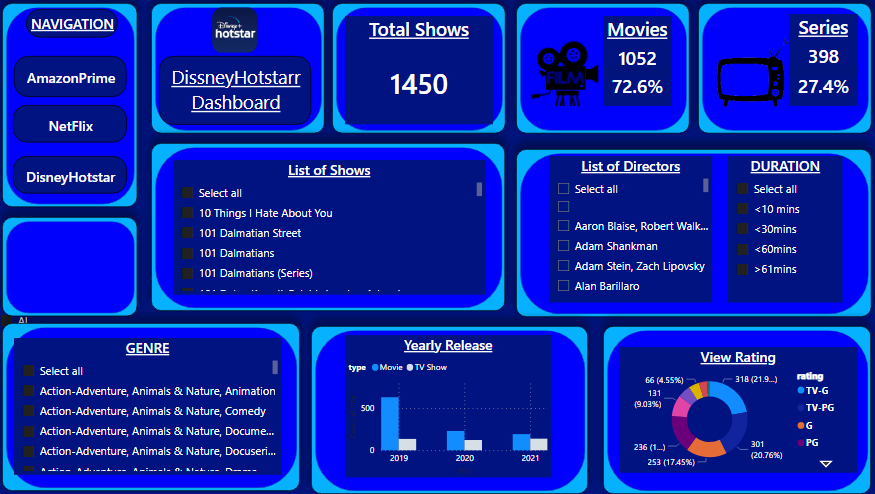 NAVIGATION
AmazonPrime
NetFlix
DisneyHotstar
Disney+
hotstar
DissneyHotstarr
Dashboard
Total Shows
1450
FILM
Movies
1052
72.6%
Series
398
27.4%
List of Shows
Select all
10 Things I Hate About You
101 Dalmatian Street
101 Dalmatians
101 Dalmatians (Series)
List of Directors
Select all
Aaron Blaise, Robert Walk...
Adam Shankman
Adam Stein, Zach Lipovsky
Alan Barillaro
DURATION
Select all
<10 mins
<30mins
<60mins
>61mins
GENRE
Select all
Action-Adventure, Animals & Nature, Animation
Action-Adventure, Animals & Nature, Comedy
Action-Adventure, Animals & Nature, Docume...
Action-Adventure, Animals & Nature, Docuseri...
Action-Adventure, Animals & Nature, Drama
Yearly Release
type Movie TV Show
500
0
2019 2020 2021
View Rating
66 (4.55%)
131
(9.03%)
236 (1...)
253 (17.45%)
318 (21.9...)
301
(20.76%)
rating
TV-G
TV-PG
G
PG